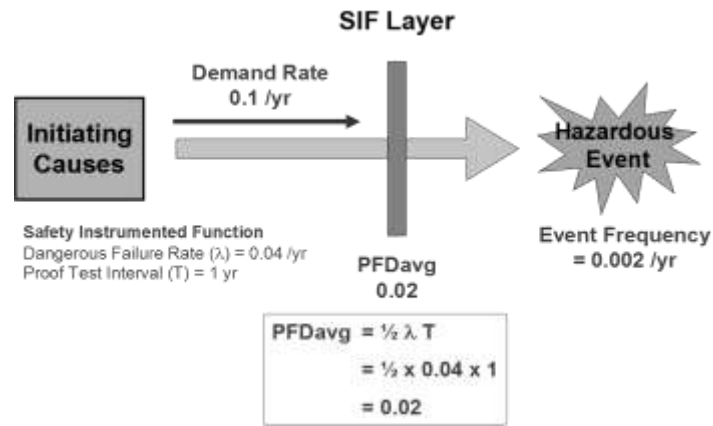 SIF Layer
Demand Rate
0.1 /yr
Initiating
Causes
Hazardous
Event
Safety Instrumented Function
Dangerous Failure Rate (λ) = 0.04 /yr
Proof Test Interval (T) = 1 yr
PFDavg
0.02
Event Frequency
= 0.002 /yr
PFDavg = ½ λ T
= ½ x 0.04 x 1
= 0.02